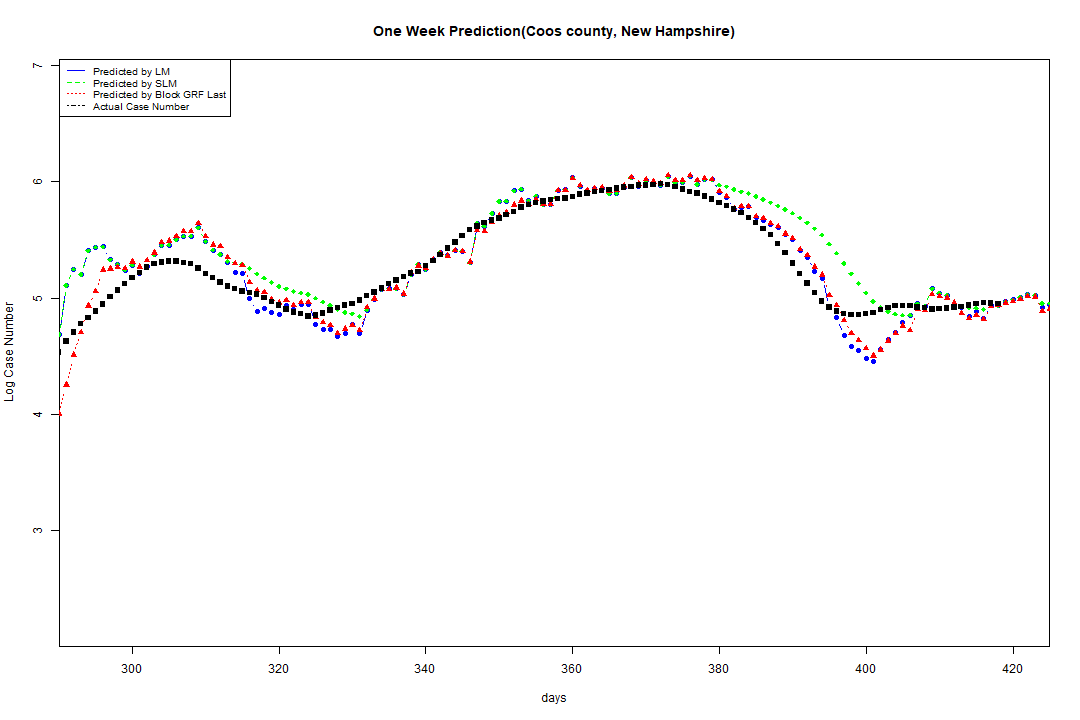 One Week Prediction(Coos county, New Hampshire)
7
Predicted by LM
Predicted by SLM
Predicted by Block GRF Last
Actual Case Number
6
5
4
3
Log Case Number
300 320 340 360 380 400 420
days